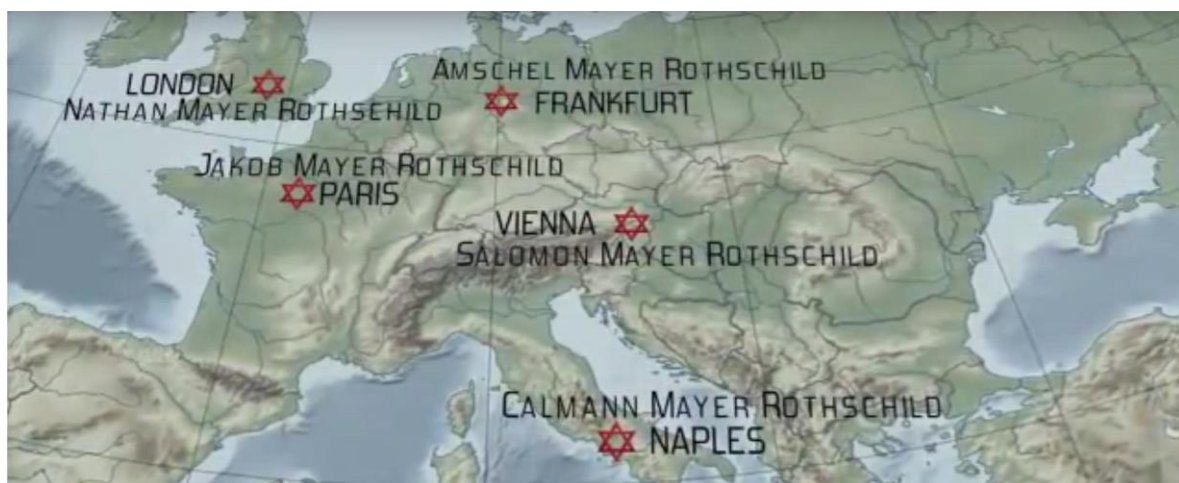 AMSCHEL MAYER ROTHSCHILD
FRANKFURT
LONDON
NATHAN MAYER ROTHSCHILD
JAKOB MAYER ROTHSCHILD
PARIS
VIENNA
SALOMON MAYER ROTHSCHILD
CALMANN MAYER ROTHSCHILD
NAPLES